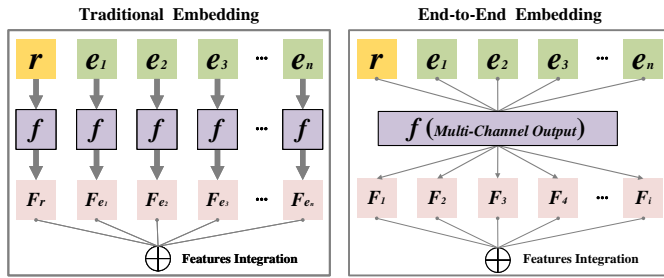 Traditional Embedding
r e1 e2 e3 ... en
f f f f ... f
Fr Fe1 Fe2 Fe3 ... Fen
Features Integration
End-to-End Embedding
r e1 e2 e3 ... en
f (Multi-Channel Output)
F1 F2 F3 F4 ... Fi
Features Integration